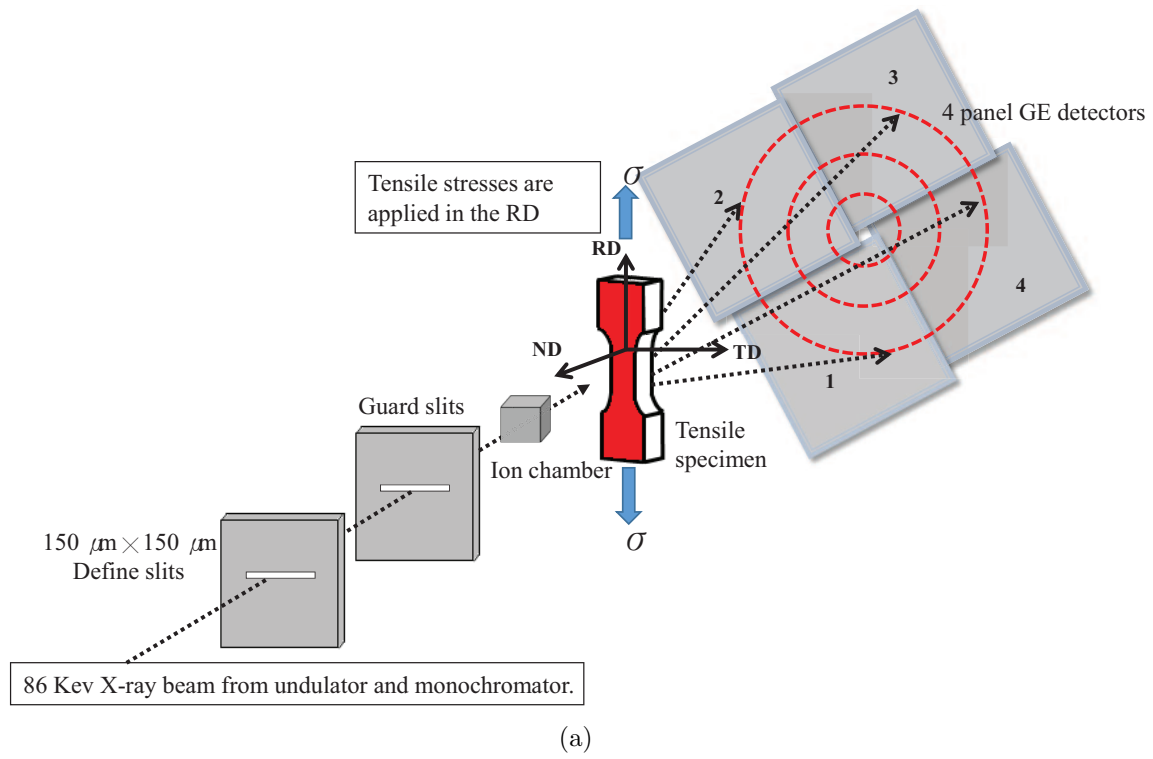 3
4 panel GE detectors
Tensile stresses are
applied in the RD
σ
2
RD
4
ND
TD
1
Guard slits
Ion chamber
Tensile
specimen
σ
150 μm×150 μm
Define slits
86 Kev X-ray beam from undulator and monochromator.
(a)